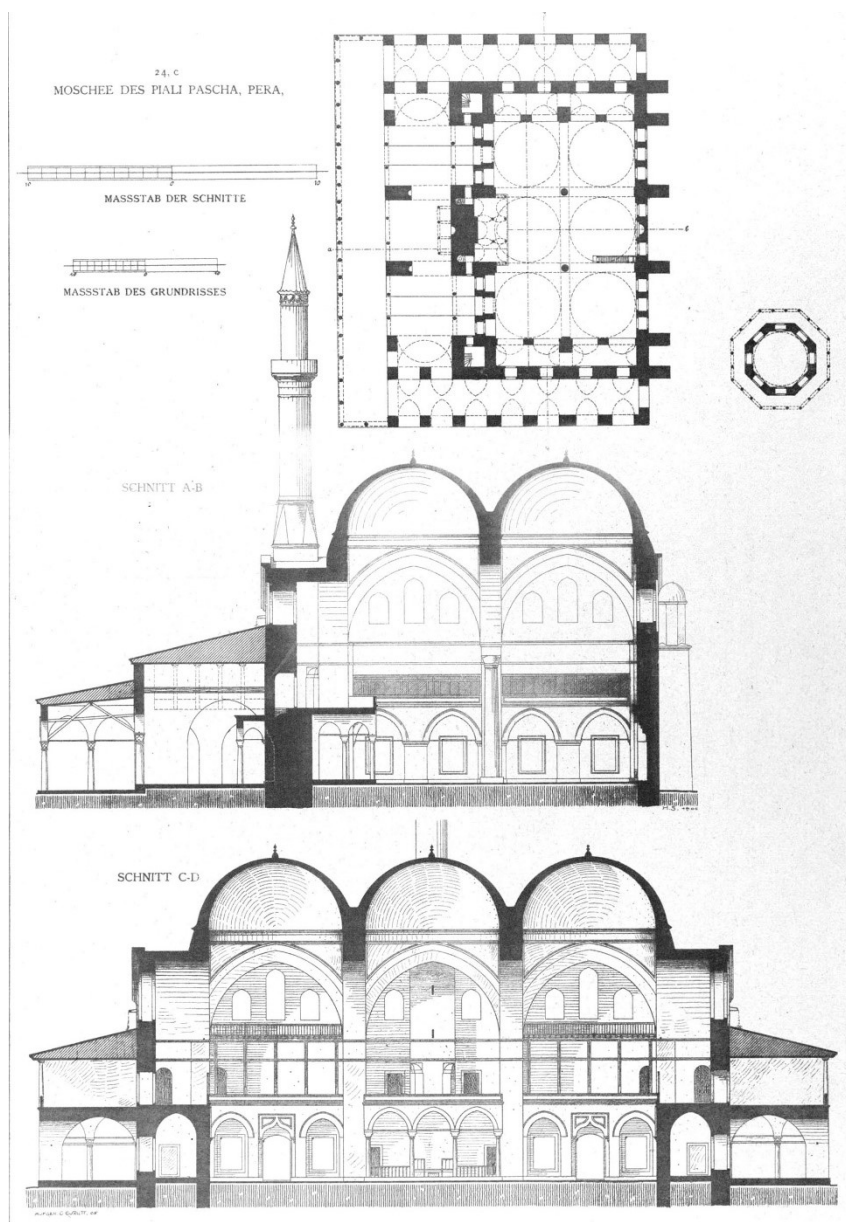 24, C
MOSCHEE DES PIALI PASCHA, PERA,
MASSSTAB DER SCHNITTE
MASSSTAB DES GRUNDRISSES
SCHNITT A-B
SCHNITT C-D